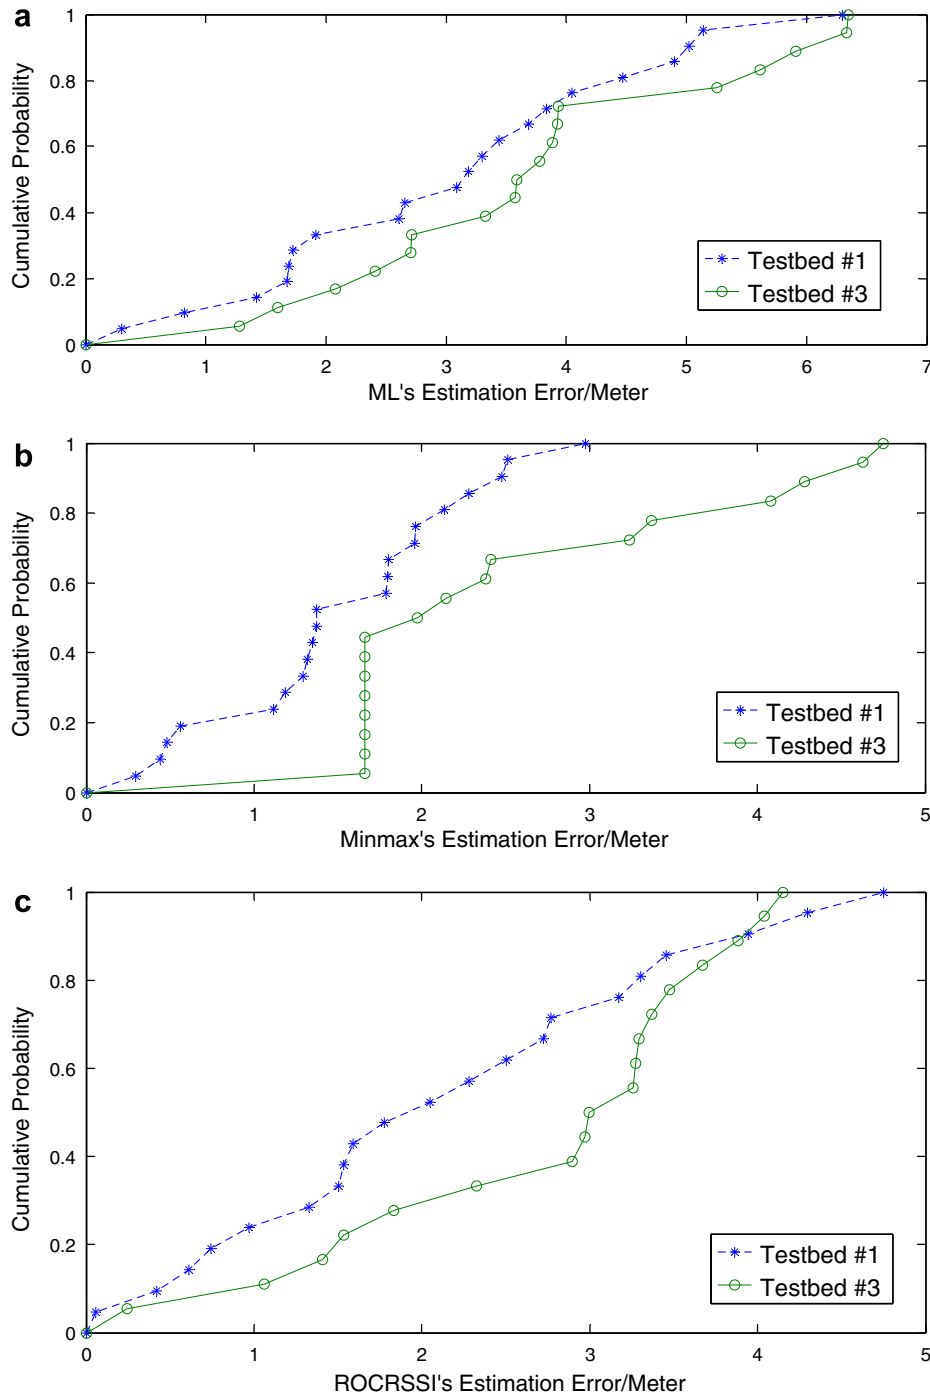 a
1
0.8
0.6
0.4
0.2
0
Cumulative Probability
Testbed #1
Testbed #3
0 1 2 3 4 5 6 7
ML's Estimation Error/Meter
b
1
0.8
0.6
0.4
0.2
0
Cumulative Probability
Testbed #1
Testbed #3
0 1 2 3 4 5
Minmax's Estimation Error/Meter
c
1
0.8
0.6
0.4
0.2
0
Cumulative Probability
Testbed #1
Testbed #3
0 1 2 3 4 5
ROCRSSI's Estimation Error/Meter